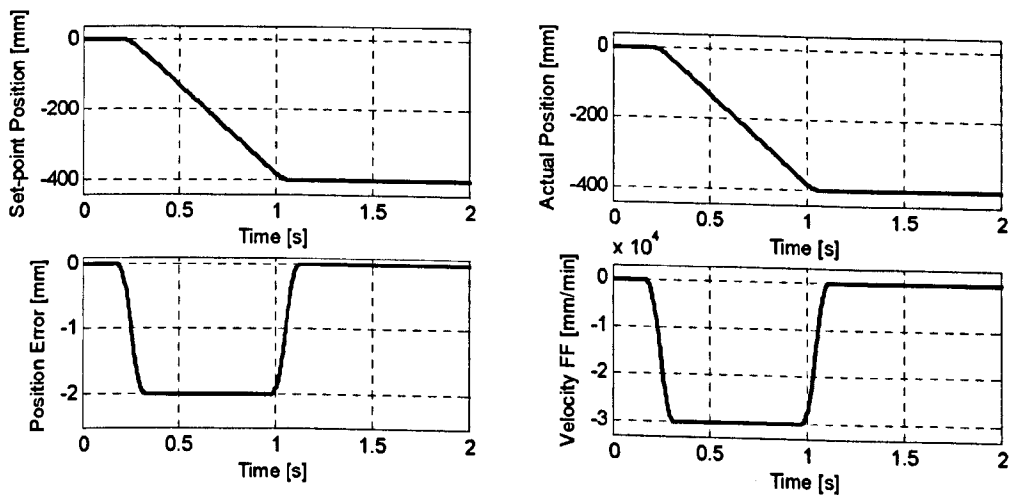 Set-point Position [mm]
0
-200
-400
0 0.5 1 1.5 2
Time [s]
Actual Position [mm]
0
-200
-400
0 0.5 1 1.5 2
Time [s]
Position Error [mm]
0
-1
-2
0 0.5 1 1.5 2
Time [s]
x 10^4
Velocity FF [mm/min]
0
-1
-2
-3
0 0.5 1 1.5 2
Time [s]